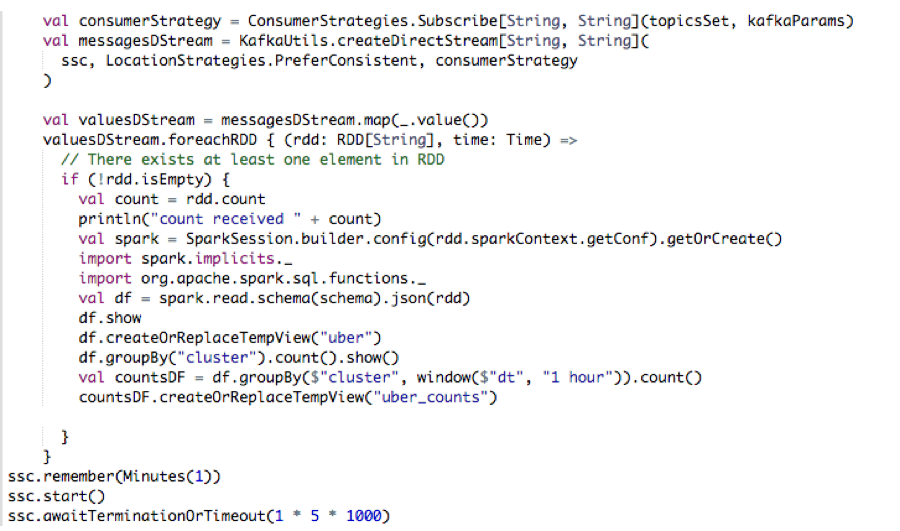 val consumerStrategy = ConsumerStrategies.Subscribe[String, String](topicsSet, kafkaParams)
val messagesDStream = KafkaUtils.createDirectStream[String, String](
ssc, LocationStrategies.PreferConsistent, consumerStrategy
)
val valuesDStream = messagesDStream.map(_.value())
valuesDStream.foreachRDD { (rdd: RDD[String], time: Time) =>
// There exists at least one element in RDD
if (!rdd.isEmpty) {
val count = rdd.count
println("count received " + count)
val spark = SparkSession.builder.config(rdd.sparkContext.getConf).getOrCreate()
import spark.implicits._
import org.apache.spark.sql.functions._
val df = spark.read.schema(schema).json(rdd)
df.show
df.createOrReplaceTempView("uber")
df.groupBy("cluster").count().show()
val countsDF = df.groupBy($"cluster", window($"dt", "1 hour")).count()
countsDF.createOrReplaceTempView("uber_counts")
}
}
ssc.remember(Minutes(1))
ssc.start()
ssc.awaitTerminationOrTimeout(1 * 5 * 1000)